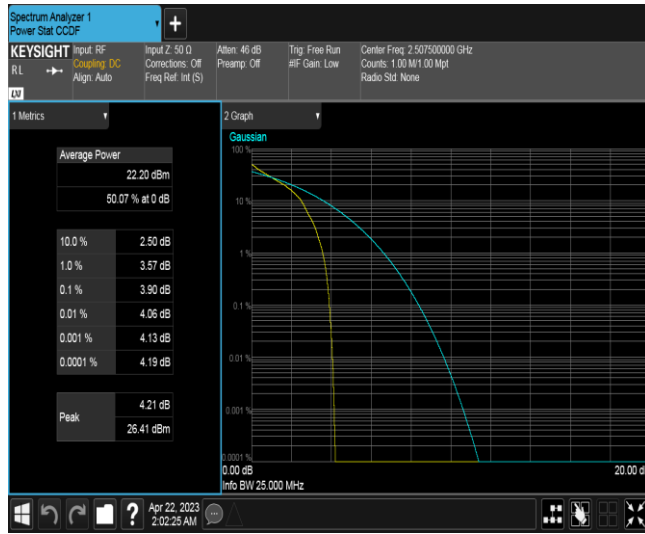 Spectrum Analyzer 1
Power Stat CCDF
KEYSIGHT
RL
LXI
Input: RF
Coupling: DC
Align: Auto
Input Z: 50 Ω
Corrections: Off
Freq Ref: Int (S)
Atten: 46 dB
Preamp: Off
Trig: Free Run
#IF Gain: Low
Center Freq: 2.507500000 GHz
Counts: 1.00 M/1.00 Mpt
Radio Std: None
1 Metrics
Average Power
22.20 dBm
50.07 % at 0 dB
10.0 % 2.50 dB
1.0 % 3.57 dB
0.1 % 3.90 dB
0.01 % 4.06 dB
0.001 % 4.13 dB
0.0001 % 4.19 dB
Peak
4.21 dB
26.41 dBm
2 Graph
Gaussian
100 %
10 %
1 %
0.1 %
0.01 %
0.001 %
0.0001 %
0.00 dB 20.00 d
Info BW 25.000 MHz
?
Apr 22, 2023
2:02:25 AM